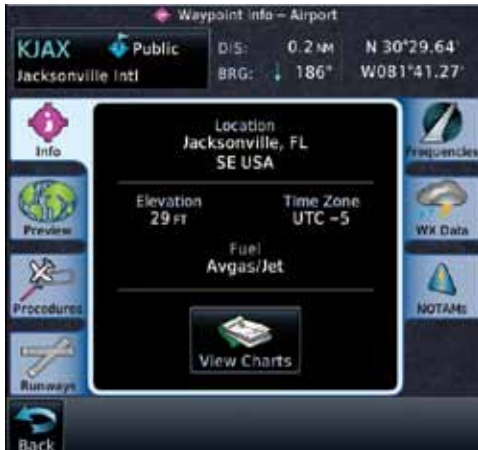 Waypoint Info – Airport
KJAX Public DIS: 0.2 NM N 30°29.64'
Jacksonville Intl BRG: ↓ 186° W081°41.27'
Info
Preview
Procedures
Runways
Location
Jacksonville, FL
SE USA
Elevation Time Zone
29 FT UTC -5
Fuel
Avgas/Jet
View Charts
Frequencies
WX Data
NOTAMs
Back